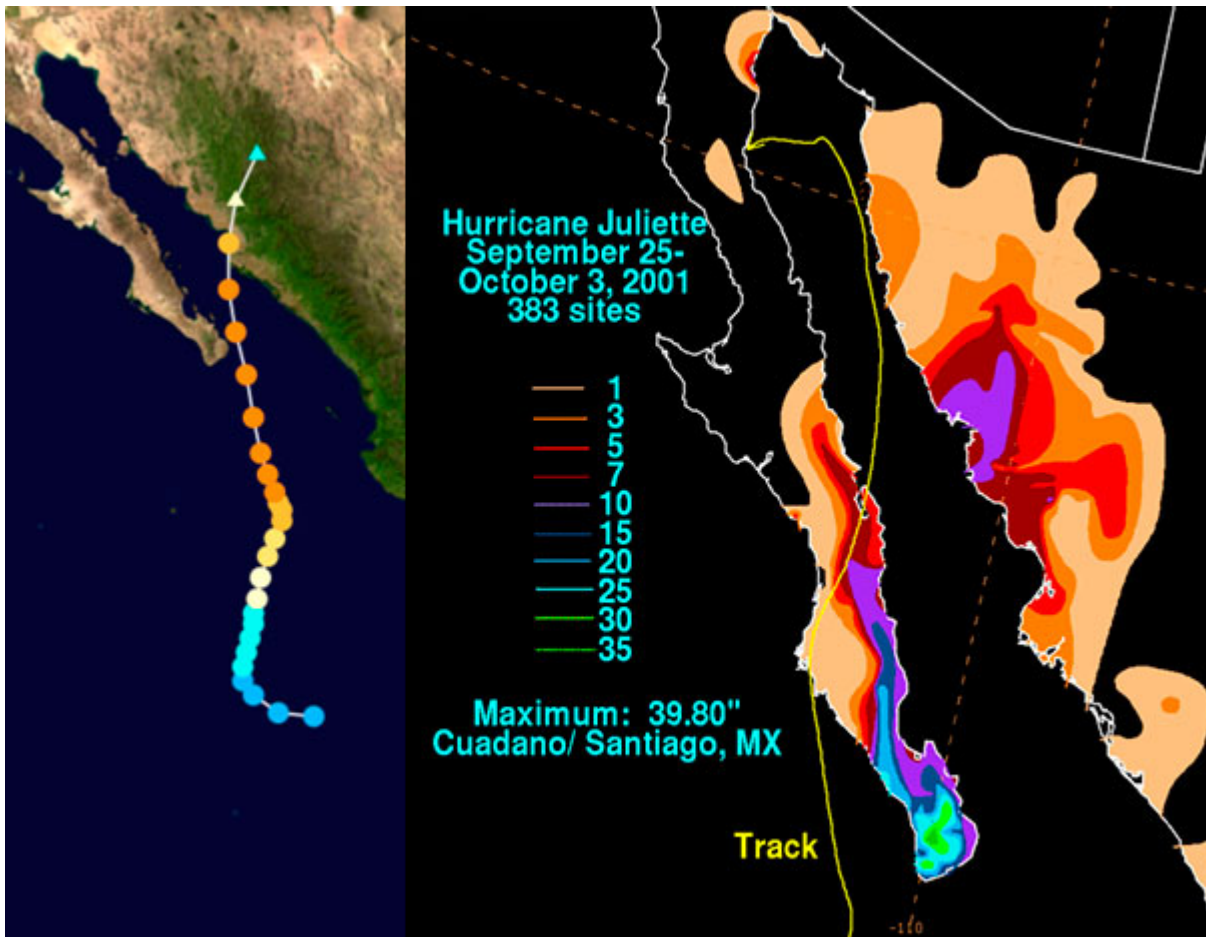 Hurricane Juliette
September 25-
October 3, 2001
383 sites
1
3
5
7
10
15
20
25
30
35
Maximum: 39.80"
Cuadano/ Santiago, MX
Track
-110